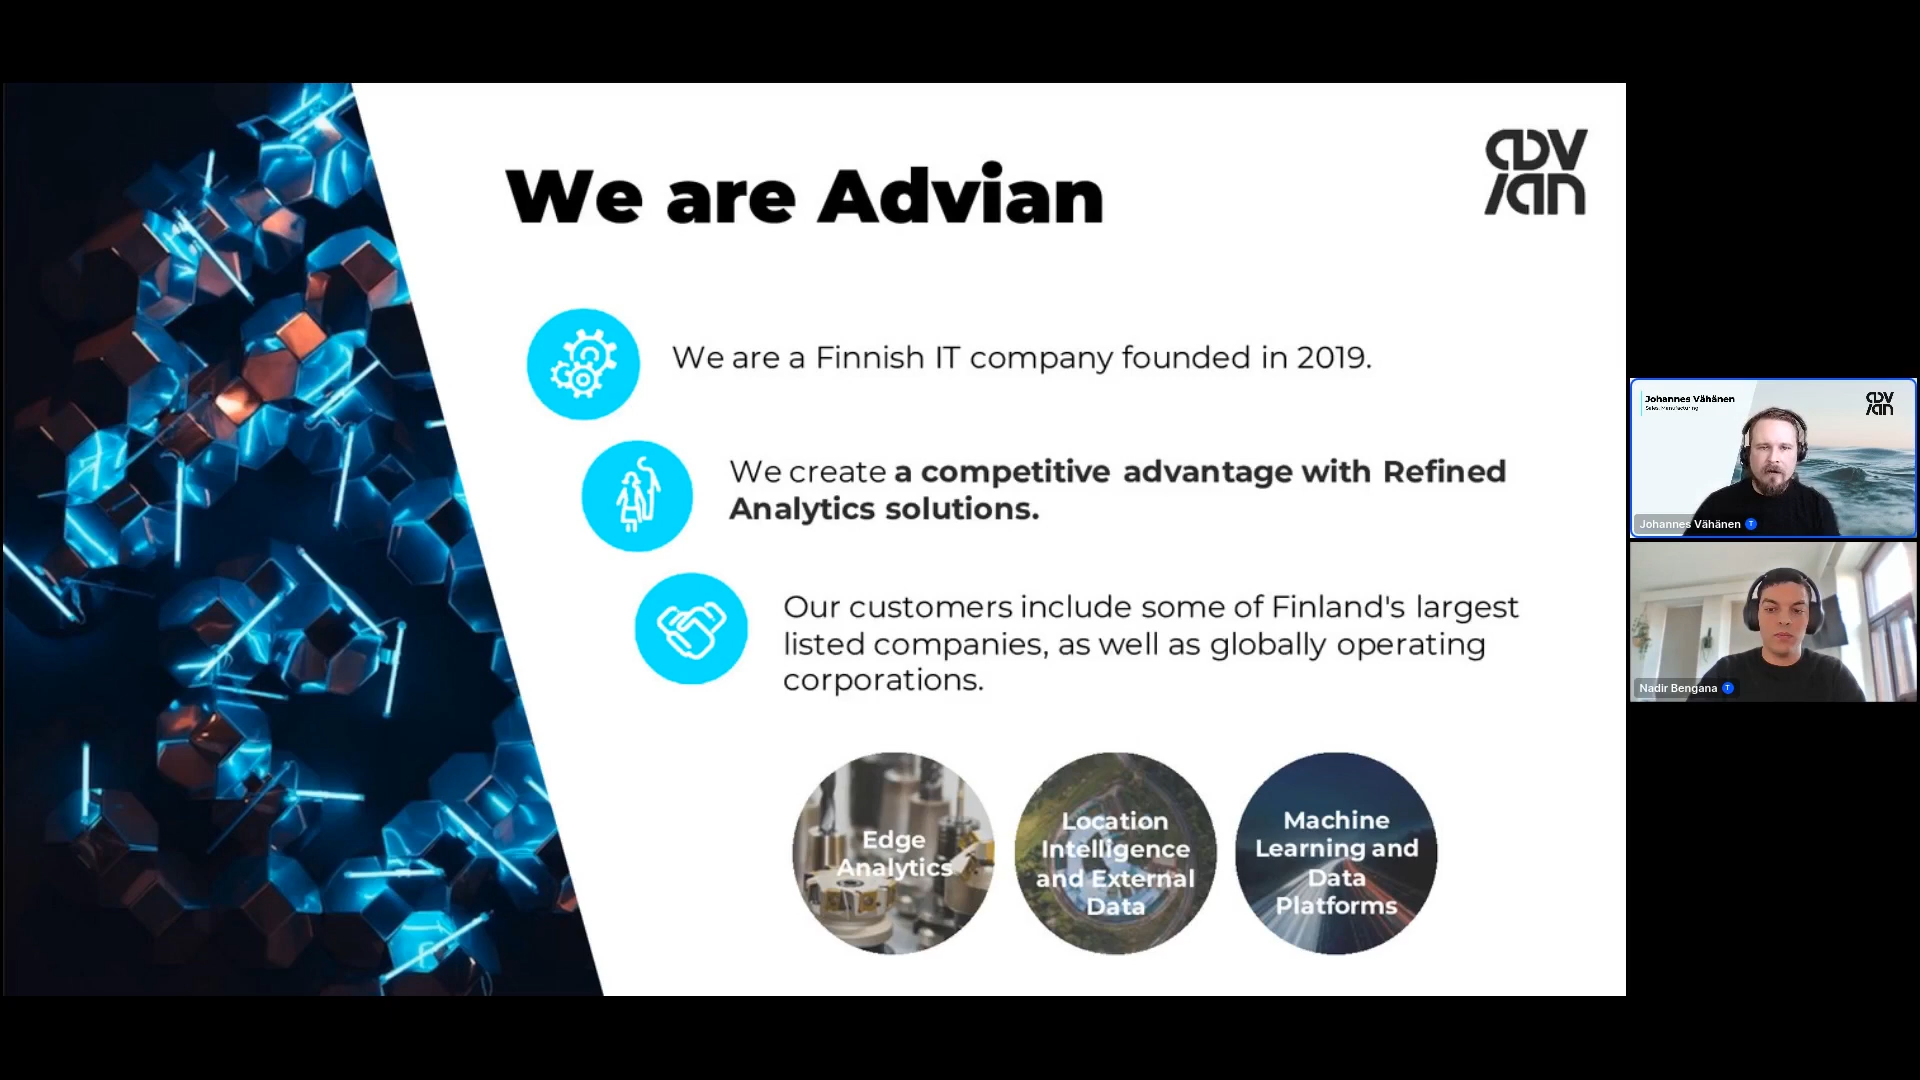 We are Advian
ADV
IAN
We are a Finnish IT company founded in 2019.
We create a competitive advantage with Refined
Analytics solutions.
Our customers include some of Finland's largest
listed companies, as well as globally operating
corporations.
Edge
Analytics
Location
Intelligence
and External
Data
Machine
Learning and
Data
Platforms
Johannes Vähänen
Sales, Manufacturing
ADV
IAN
Johannes Vähänen T
Nadir Bengana T